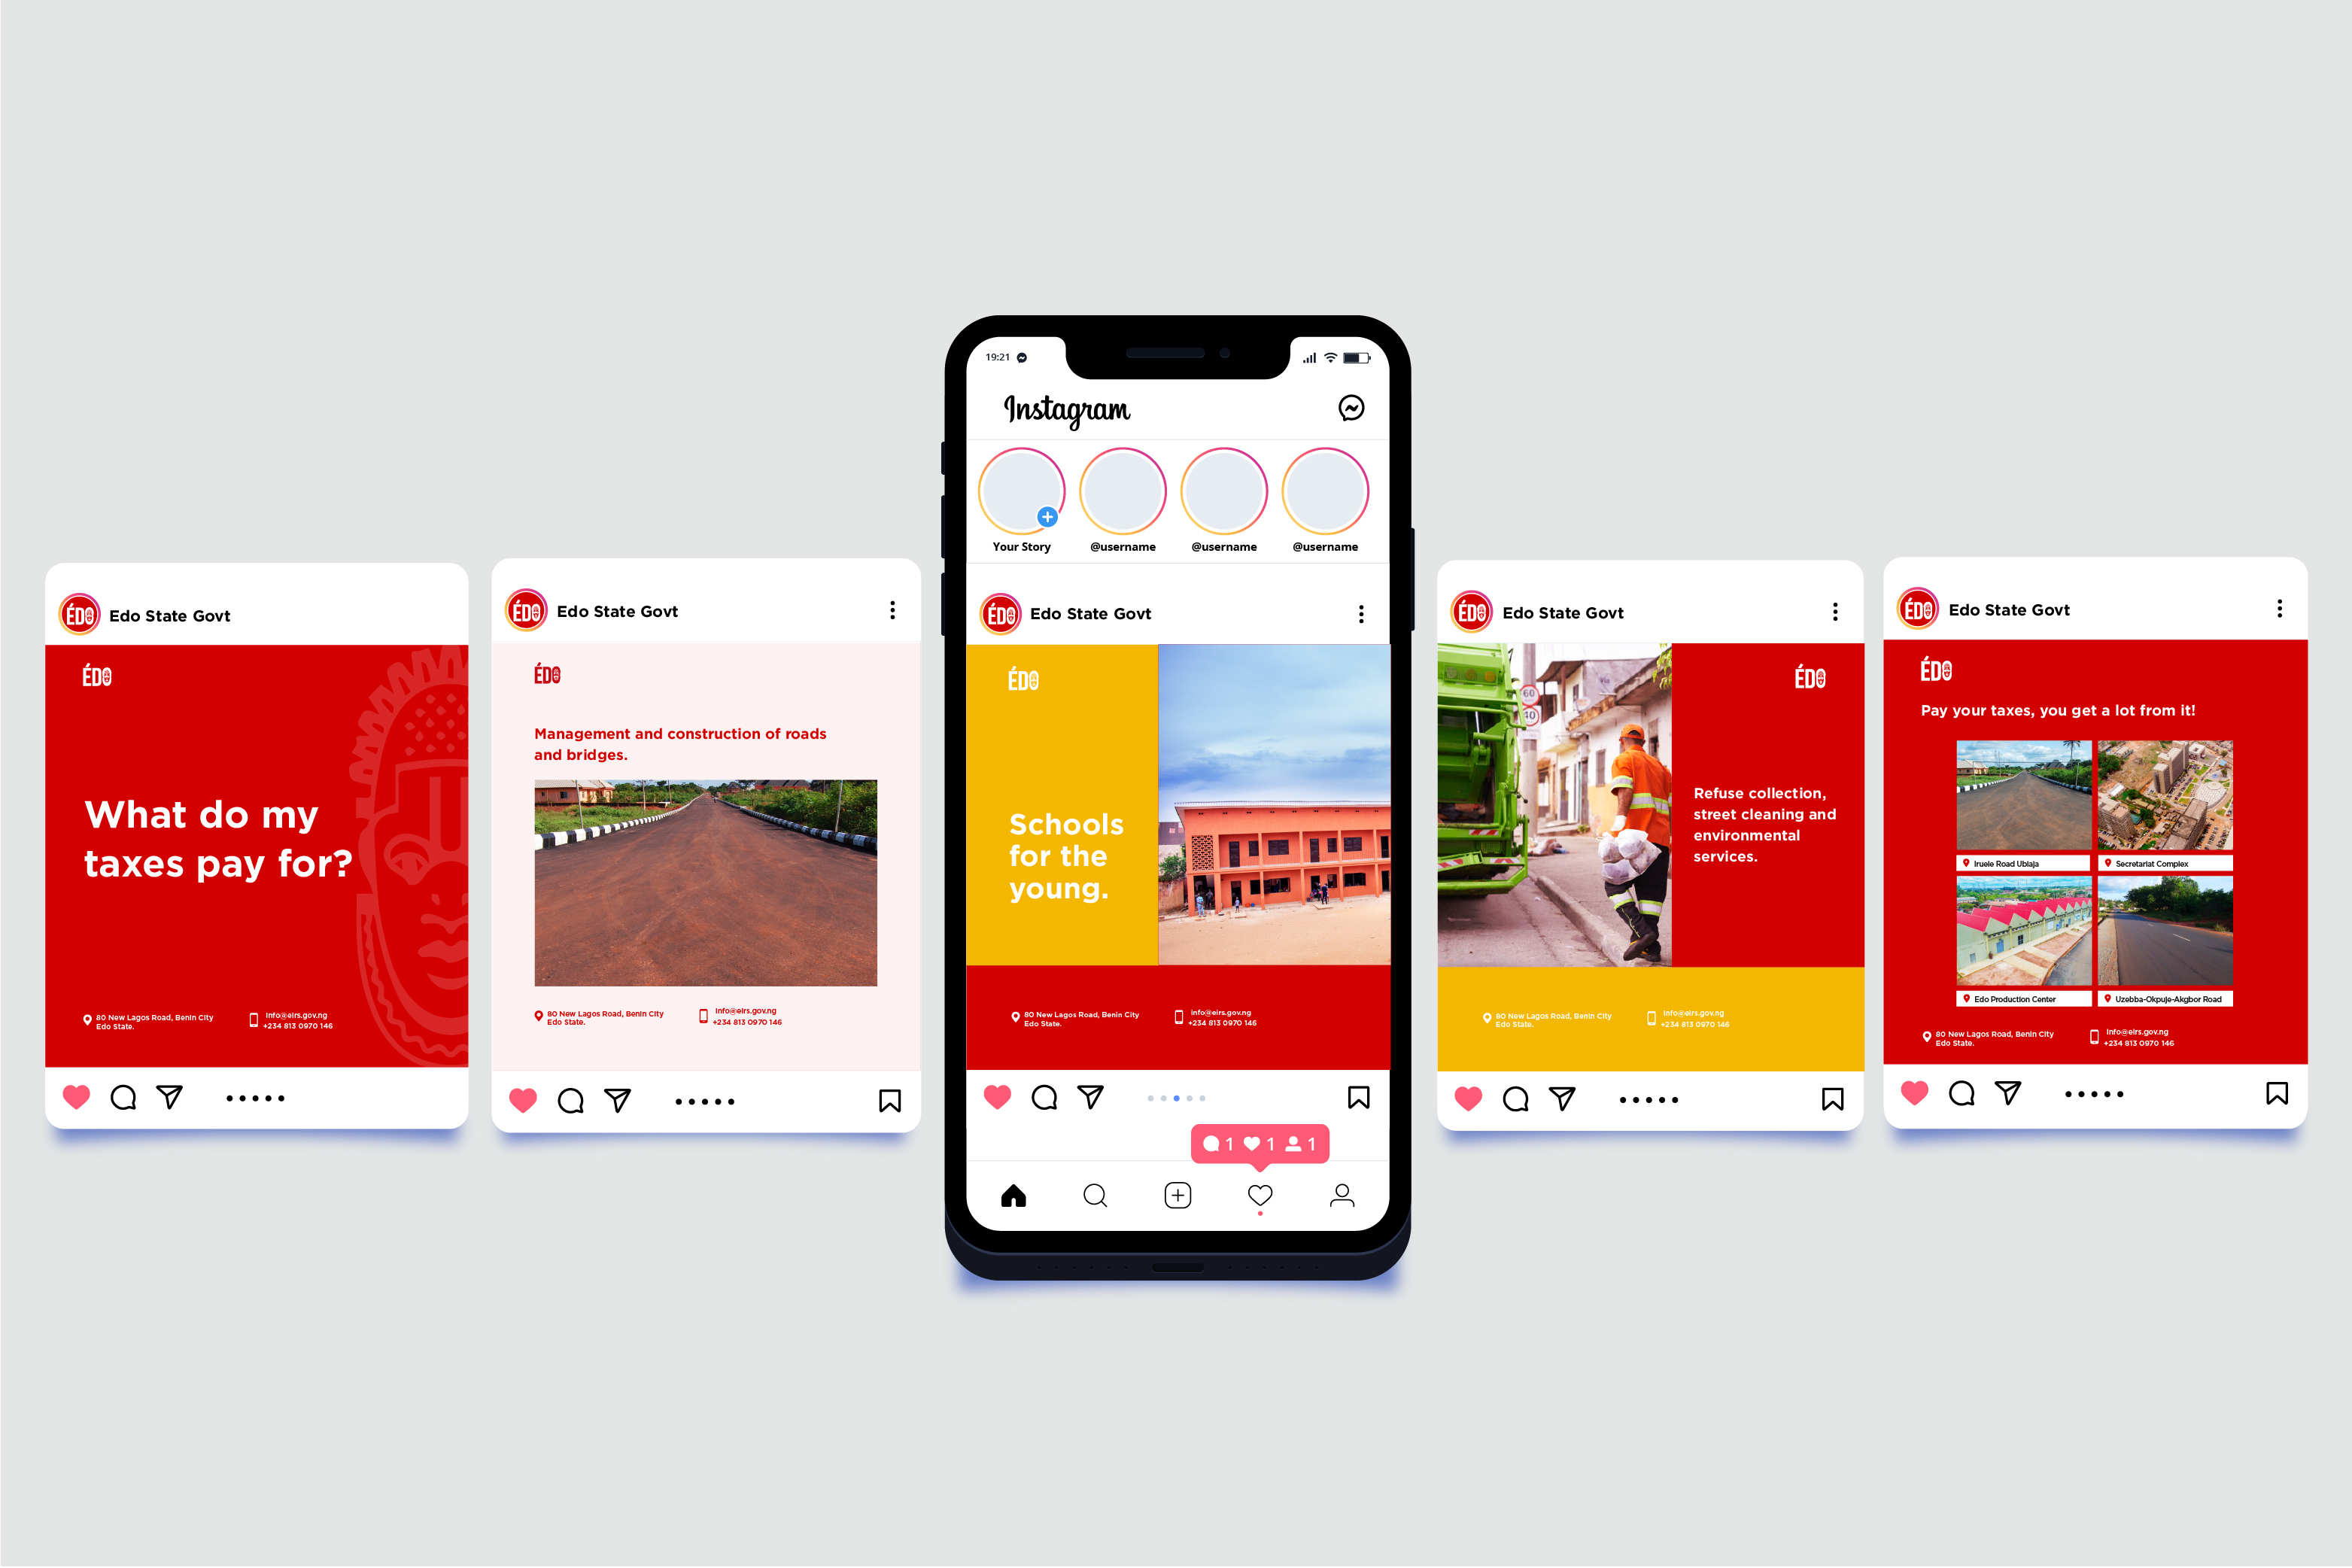 Edo State Govt
ÉDO
ÉDO
What do my
taxes pay for?
80 New Lagos Road, Benin City
Edo State.
info@eirs.gov.ng
+234 813 0970 146
Edo State Govt
ÉDO
ÉDO
Management and construction of roads
and bridges.
80 New Lagos Road, Benin City
Edo State.
info@eirs.gov.ng
+234 813 0970 146
19:21
Instagram
Your Story
@username
@username
@username
ÉDO
Edo State Govt
ÉDO
Schools
for the
young.
80 New Lagos Road, Benin City
Edo State.
info@eirs.gov.ng
+234 813 0970 146
1 1 1
ÉDO
Edo State Govt
60
40
ÉDO
Refuse collection,
street cleaning and
environmental
services.
80 New Lagos Road, Benin City
Edo State.
info@eirs.gov.ng
+234 813 0970 146
ÉDO
Edo State Govt
ÉDO
Pay your taxes, you get a lot from it!
Iruele Road Ubiaja
Secretariat Complex
Edo Production Center
Uzebba-Okpuje-Akgbor Road
80 New Lagos Road, Benin City
Edo State.
info@eirs.gov.ng
+234 813 0970 146